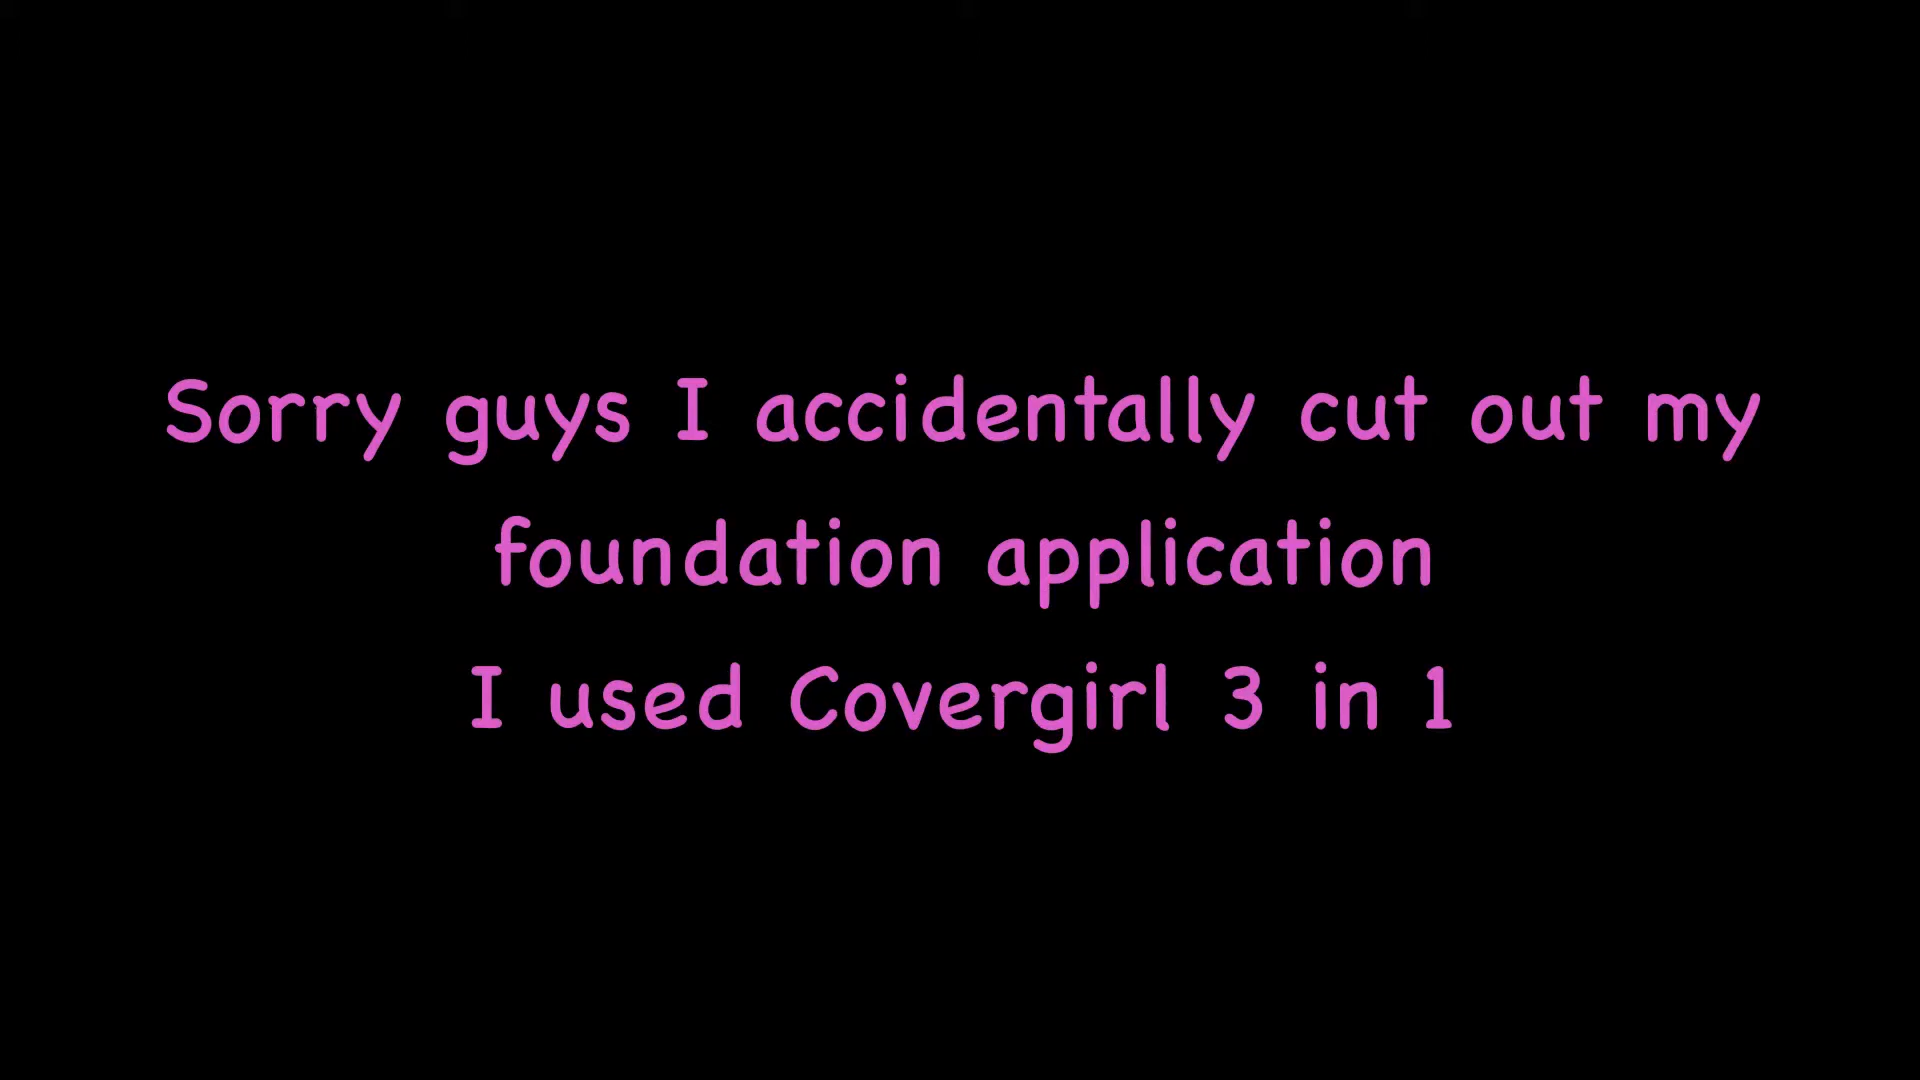 Sorry guys I accidentally cut out my
foundation application
I used Covergirl 3 in 1